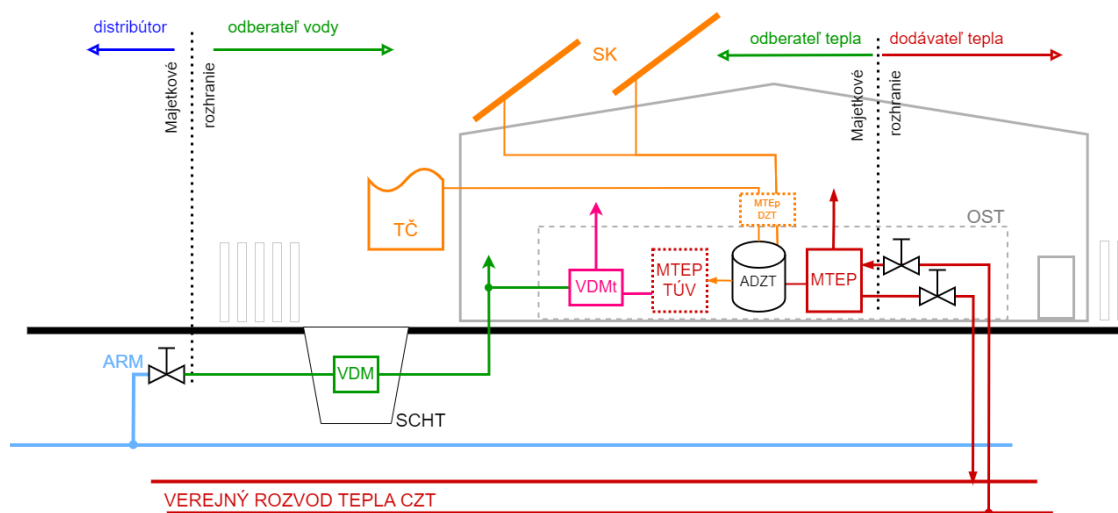 distribútor
odberateľ vody
SK
odberateľ tepla
dodávateľ tepla
Majetkové
rozhranie
Majetkové
rozhranie
TČ
MTEp
DZT
OST
VDMt
MTEP
TÚV
ADZT
MTEP
ARM
VDM
SCHT
VEREJNÝ ROZVOD TEPLA CZT